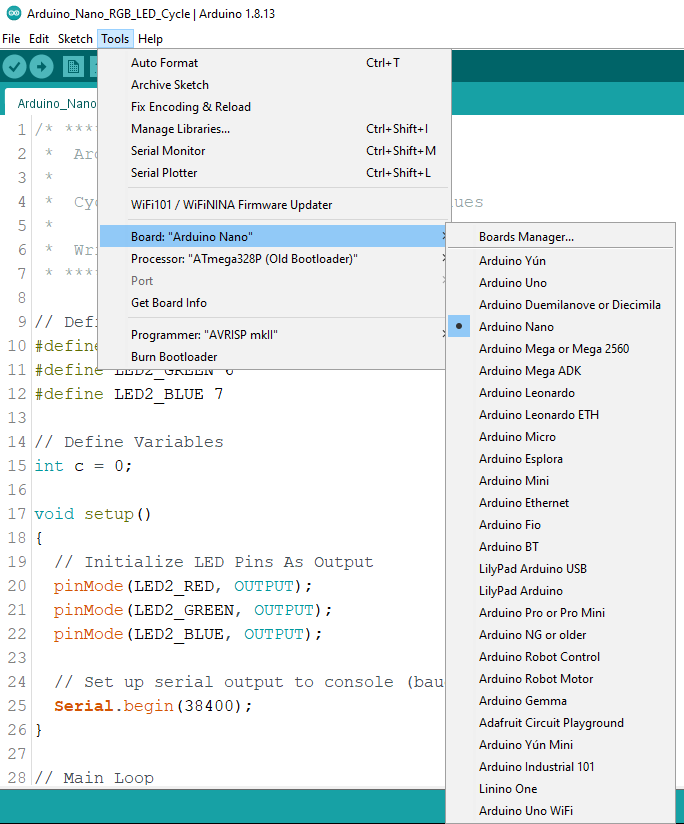 Arduino_Nano_RGB_LED_Cycle | Arduino 1.8.13
File Edit Sketch Tools Help
Auto Format Ctrl+T
Archive Sketch
Fix Encoding & Reload
Manage Libraries... Ctrl+Shift+I
Serial Monitor Ctrl+Shift+M
Serial Plotter Ctrl+Shift+L
WiFi101 / WiFiNINA Firmware Updater
Board: "Arduino Nano"
Processor: "ATmega328P (Old Bootloader)"
Port
Get Board Info
Programmer: "AVRISP mkII"
Burn Bootloader
Boards Manager...
Arduino Yún
Arduino Uno
Arduino Duemilanove or Diecimila
Arduino Nano
Arduino Mega or Mega 2560
Arduino Mega ADK
Arduino Leonardo
Arduino Leonardo ETH
Arduino Micro
Arduino Esplora
Arduino Mini
Arduino Ethernet
Arduino Fio
Arduino BT
LilyPad Arduino USB
LilyPad Arduino
Arduino Pro or Pro Mini
Arduino NG or older
Arduino Robot Control
Arduino Robot Motor
Arduino Gemma
Adafruit Circuit Playground
Arduino Yún Mini
Arduino Industrial 101
Linino One
Arduino Uno WiFi
Arduino_Nano
1 /* ****
2 * Ar
3 *
4 * Cy ues
5 *
6 * Wri
7 * ****
8
9 // Defi
10 #define
11 #define LED2_GREEN 6
12 #define LED2_BLUE 7
13
14 // Define Variables
15 int c = 0;
16
17 void setup()
18 {
19 // Initialize LED Pins As Output
20 pinMode(LED2_RED, OUTPUT);
21 pinMode(LED2_GREEN, OUTPUT);
22 pinMode(LED2_BLUE, OUTPUT);
23
24 // Set up serial output to console (bau
25 Serial.begin(38400);
26 }
27
28 // Main Loop